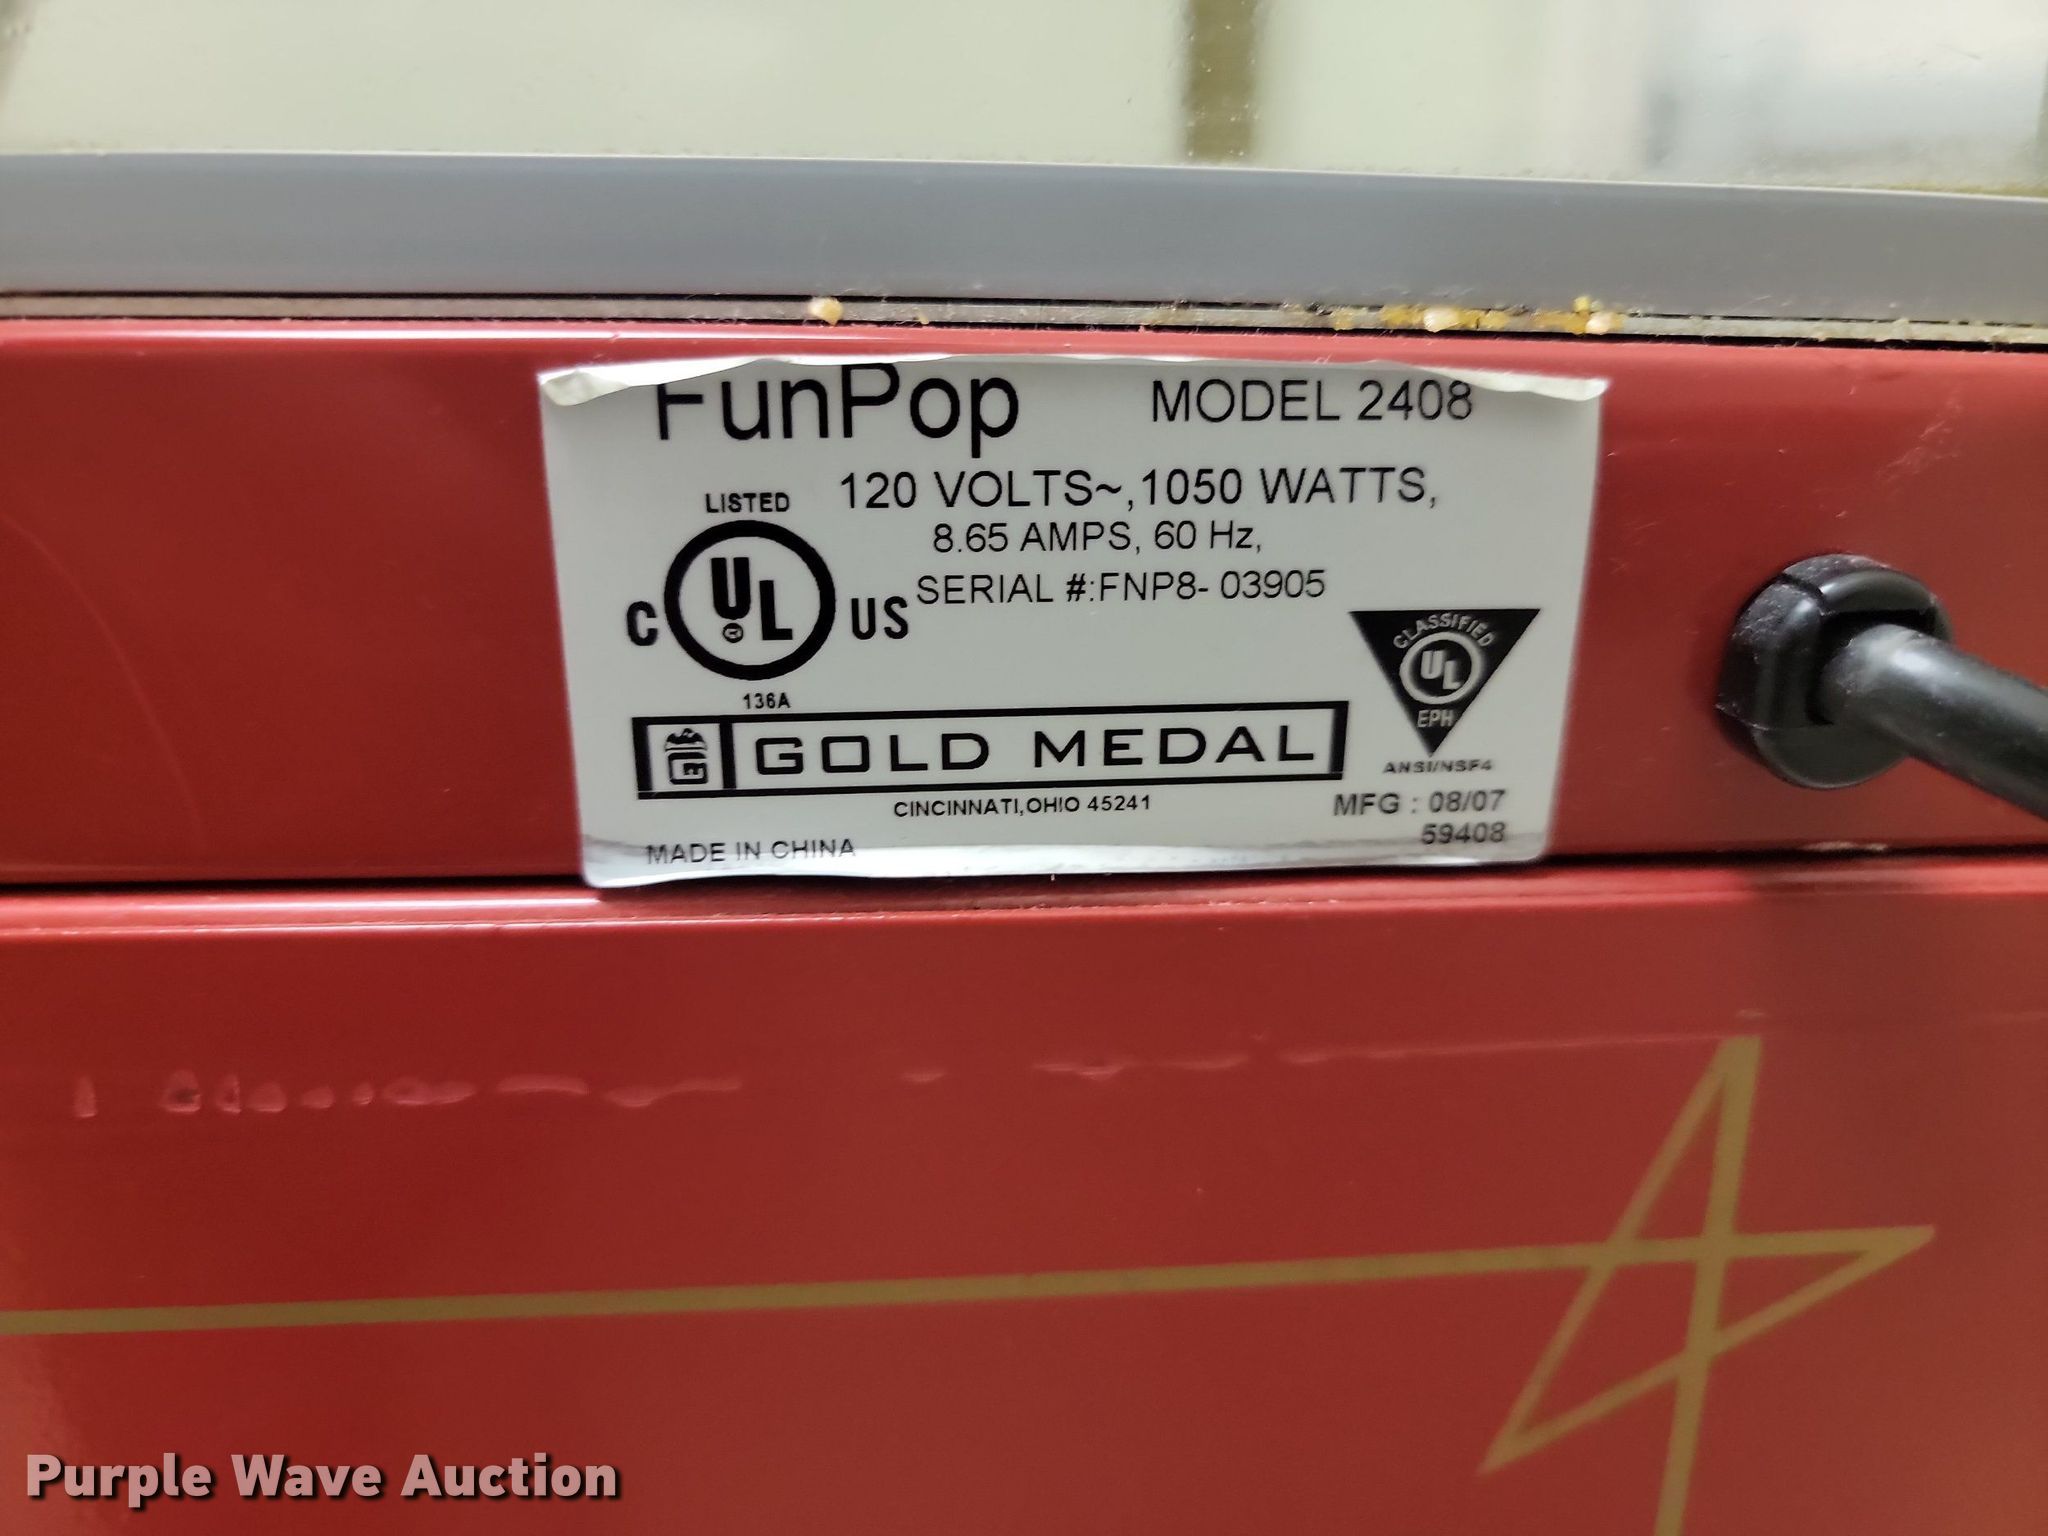 FunPop MODEL 2408
120 VOLTS~, 1050 WATTS,
8.65 AMPS, 60 Hz,
SERIAL #:FNP8- 03905
LISTED
C UL US
136A
CLASSIFIED
UL
EPH
ANSI/NSF4
GOLD MEDAL
CINCINNATI,OHIO 45241
MFG : 08/07
59408
MADE IN CHINA
Purple Wave Auction